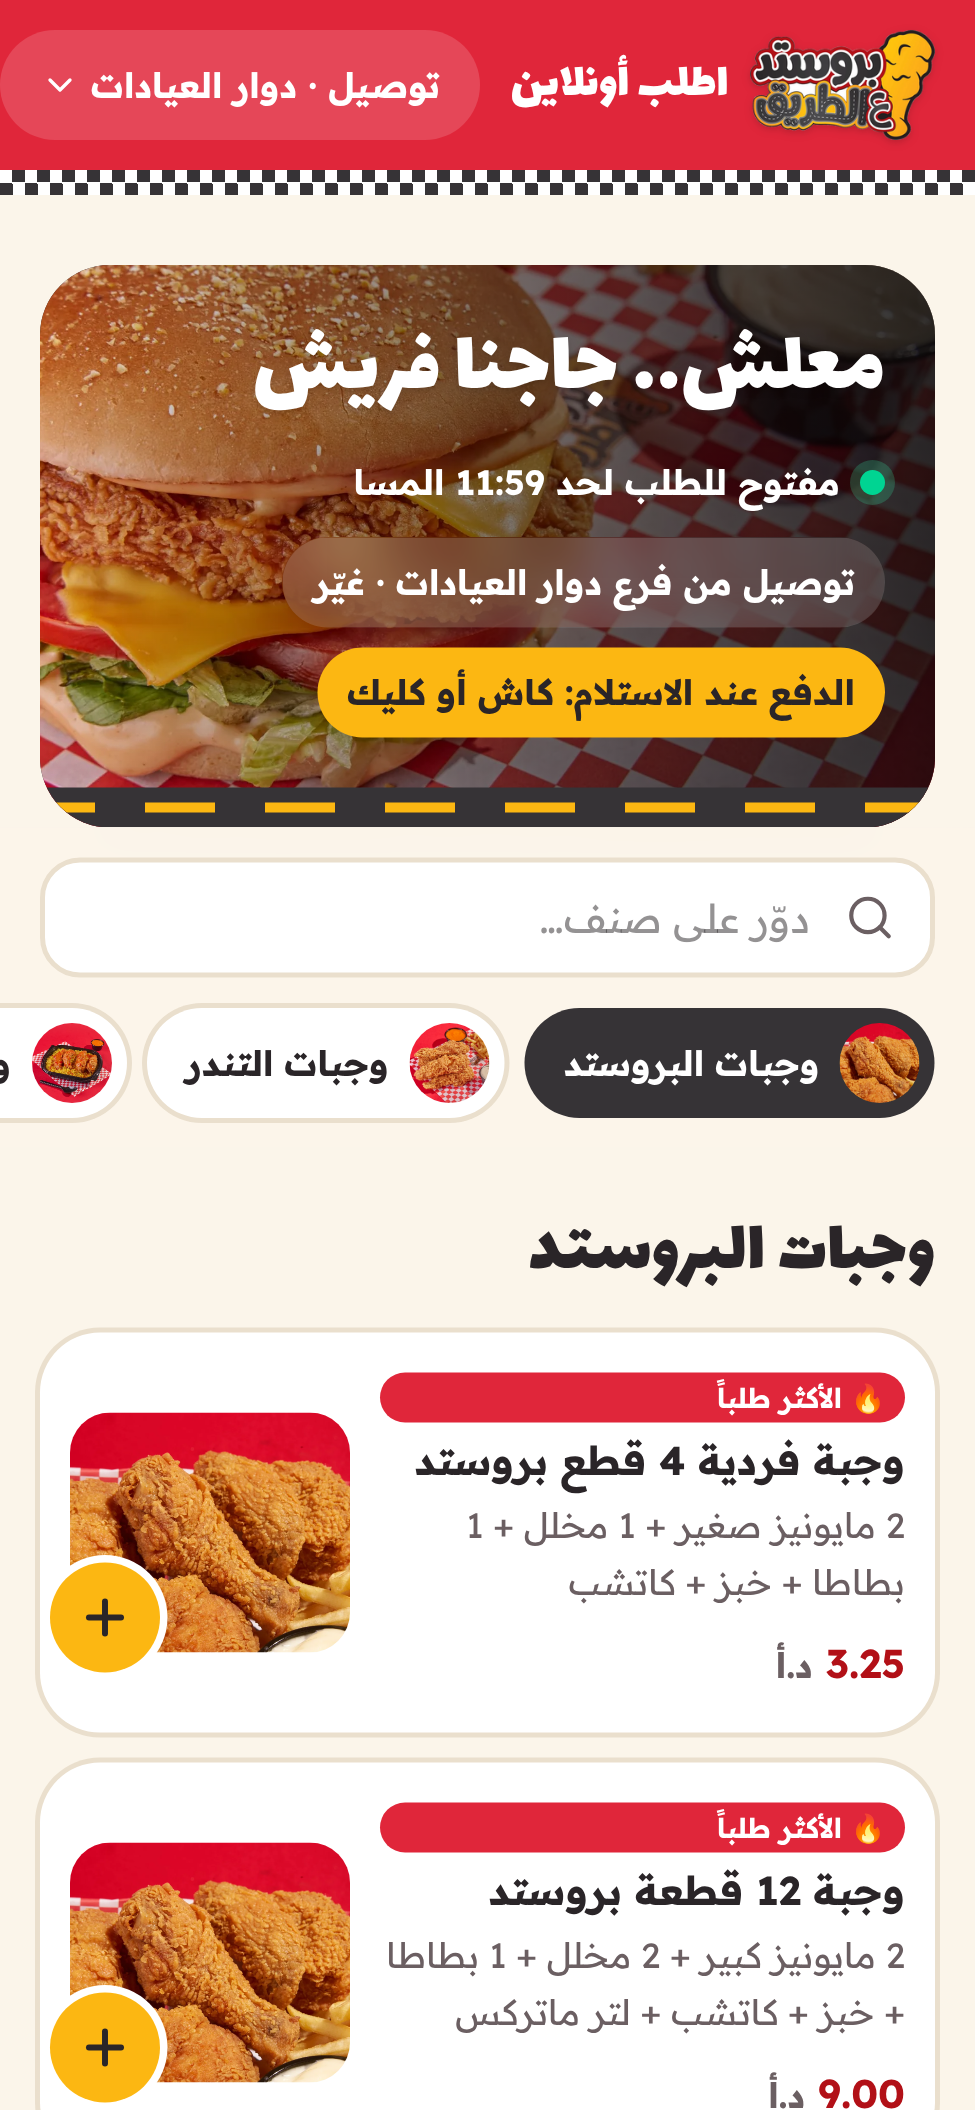 بروستد
ع الطريق
اطلب أونلاين
توصيل · دوار العيادات
معلش.. جاجنا فريش
مفتوح للطلب لحد 11:59 المسا
توصيل من فرع دوار العيادات · غيّر
الدفع عند الاستلام: كاش أو كليك
دوّر على صنف...
وجبات البروستد
وجبات التندر
وجبات البروستد
🔥 الأكثر طلباً
وجبة فردية 4 قطع بروستد
2 مايونيز صغير + 1 مخلل + 1
بطاطا + خبز + كاتشب
3.25 د.أ
🔥 الأكثر طلباً
وجبة 12 قطعة بروستد
2 مايونيز كبير + 2 مخلل + 1 بطاطا
+ خبز + كاتشب + لتر ماتركس
9.00 د.أ